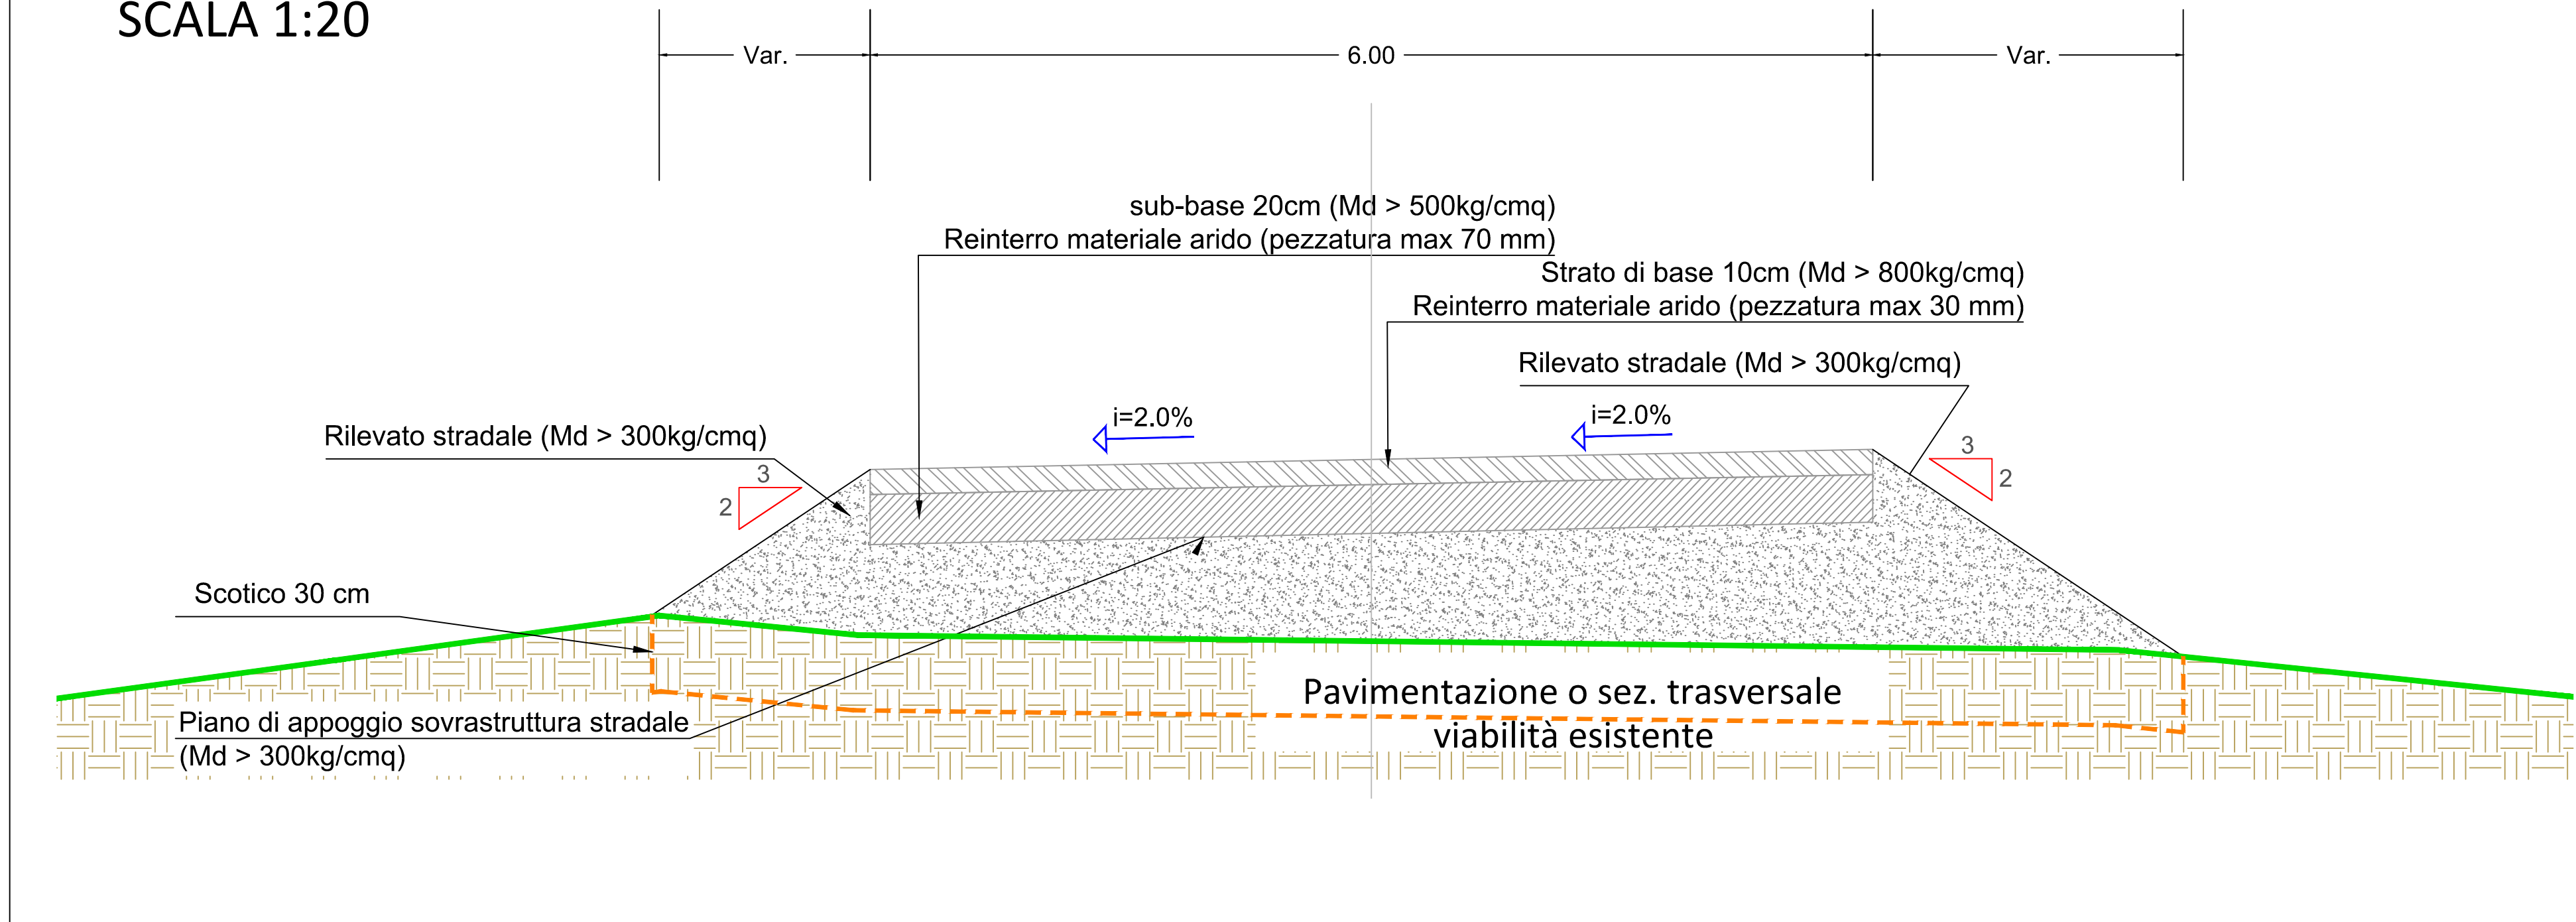 SCALA 1:20
Var.
6.00
Var.
sub-base 20cm (Md > 500kg/cmq)
Reinterro materiale arido (pezzatura max 70 mm)
Strato di base 10cm (Md > 800kg/cmq)
Reinterro materiale arido (pezzatura max 30 mm)
Rilevato stradale (Md > 300kg/cmq)
i=2.0%
i=2.0%
Rilevato stradale (Md > 300kg/cmq)
3
2
3
2
Scotico 30 cm
Pavimentazione o sez. trasversale
viabilità esistente
Piano di appoggio sovrastruttura stradale
(Md > 300kg/cmq)